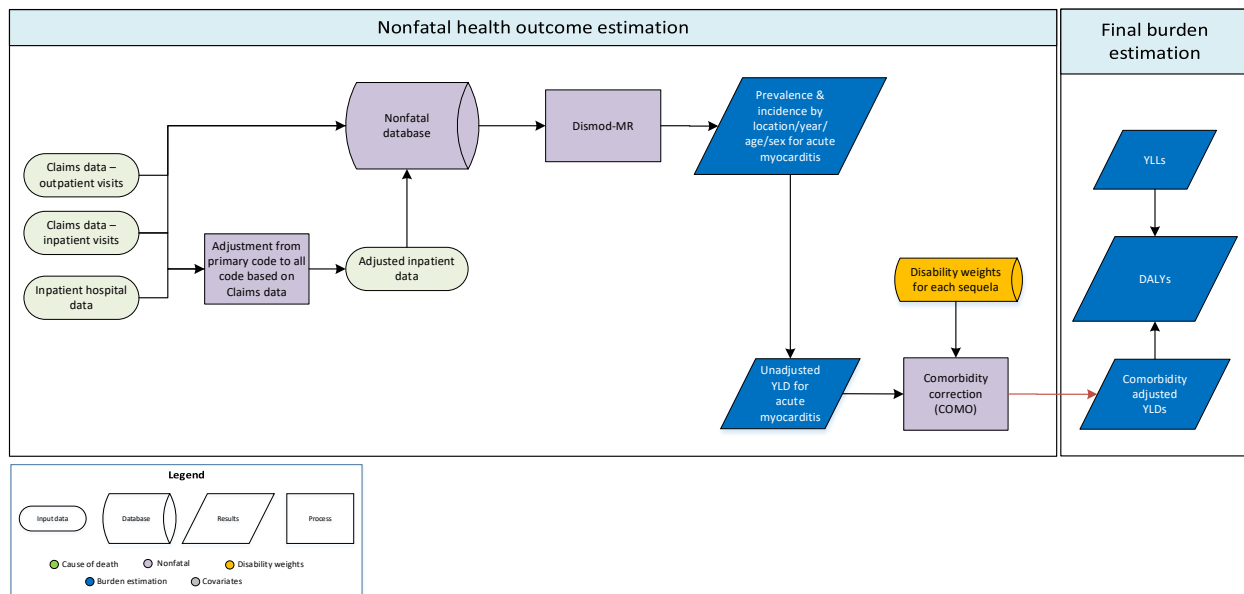 Nonfatal health outcome estimation
Final burden
estimation
Nonfatal
database
Dismod-MR
Prevalence &
incidence by
location/year/
age/sex for acute
myocarditis
Claims data –
outpatient visits
Claims data –
inpatient visits
Inpatient hospital
data
Adjustment from
primary code to all
code based on
Claims data
Adjusted inpatient
data
Disability weights
for each sequela
Unadjusted
YLD for
acute
myocarditis
Comorbidity
correction
(COMO)
YLLs
DALYs
Comorbidity
adjusted
YLDs
Legend
Input data
Database
Results
Process
Cause of death
Nonfatal
Disability weights
Burden estimation
Covariates